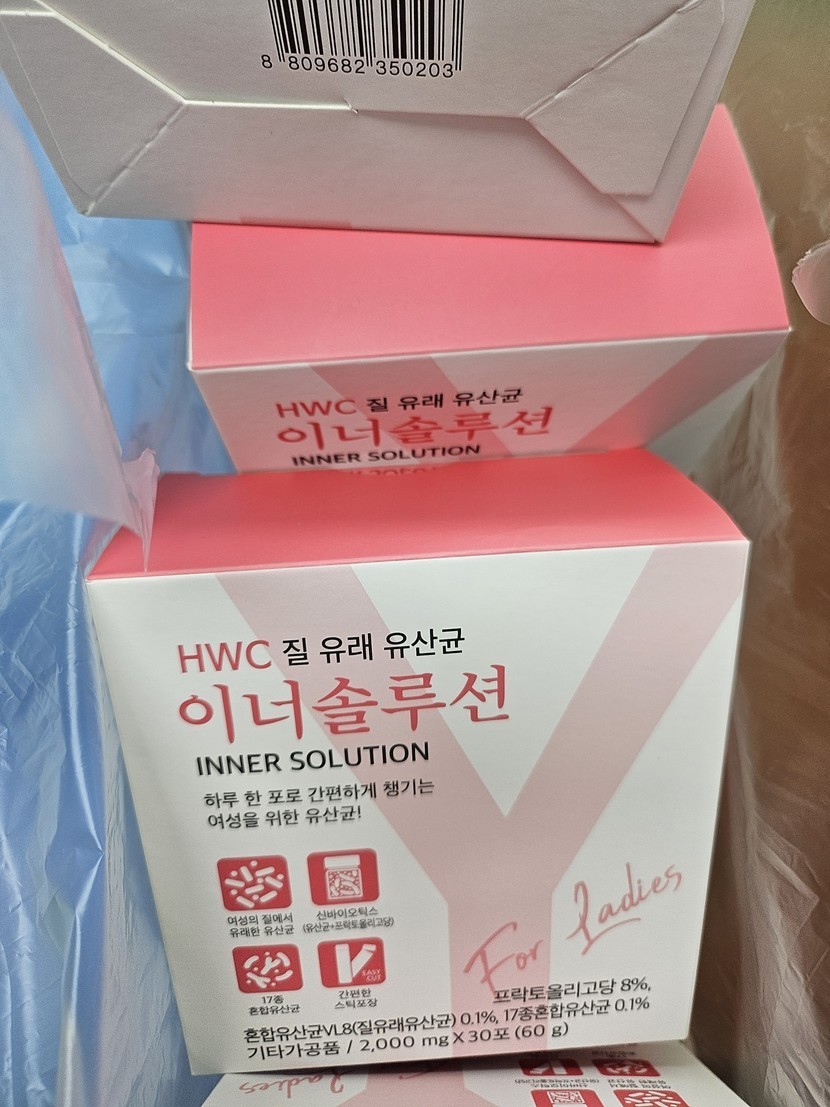 8 809682 350203
HWC 질 유래 유산균
이너솔루션
INNER SOLUTION
HWC 질 유래 유산균
이너솔루션
INNER SOLUTION
하루 한 포로 간편하게 챙기는
여성을 위한 유산균!
여성의 질에서
유래한 유산균
신바이오틱스
(유산균+프락토올리고당)
17종
혼합유산균
EASY
CUT
간편한
스틱포장
For Ladies
프락토올리고당 8%,
혼합유산균VL8(질유래유산균) 0.1%, 17종혼합유산균 0.1%
기타가공품 / 2,000 mg X 30포 (60 g)
Ladies